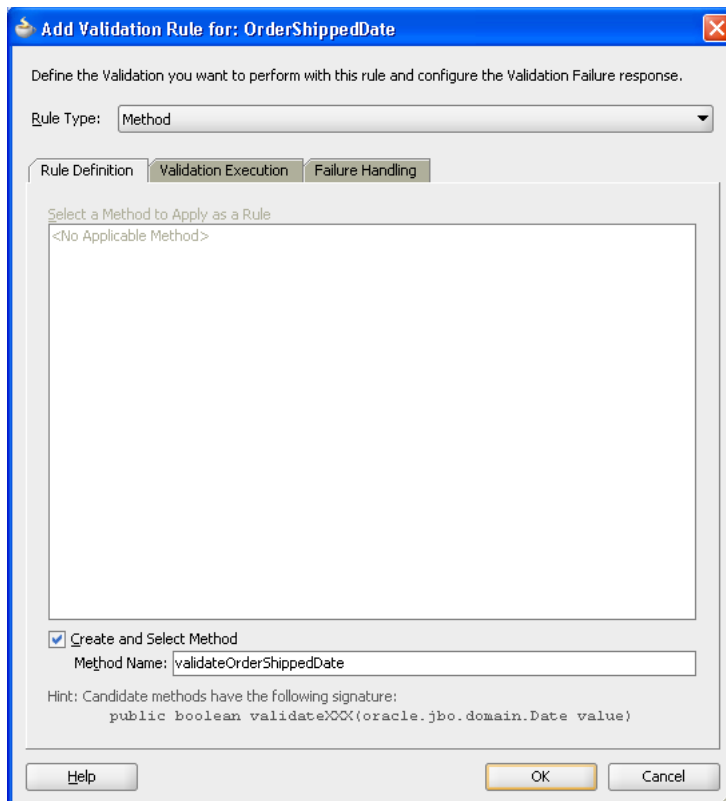 Add Validation Rule for: OrderShippedDate
Define the Validation you want to perform with this rule and configure the Validation Failure response.
Rule Type: Method
Rule Definition Validation Execution Failure Handling
Select a Method to Apply as a Rule
<No Applicable Method>
Create and Select Method
Method Name: validateOrderShippedDate
Hint: Candidate methods have the following signature:
public boolean validateXXX(oracle.jbo.domain.Date value)
Help OK Cancel